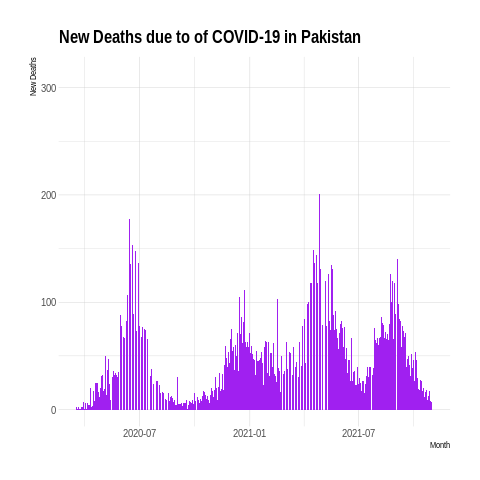 New Deaths due to of COVID-19 in Pakistan
New Deaths
300
200
100
0
2020-07
2021-01
2021-07
Month